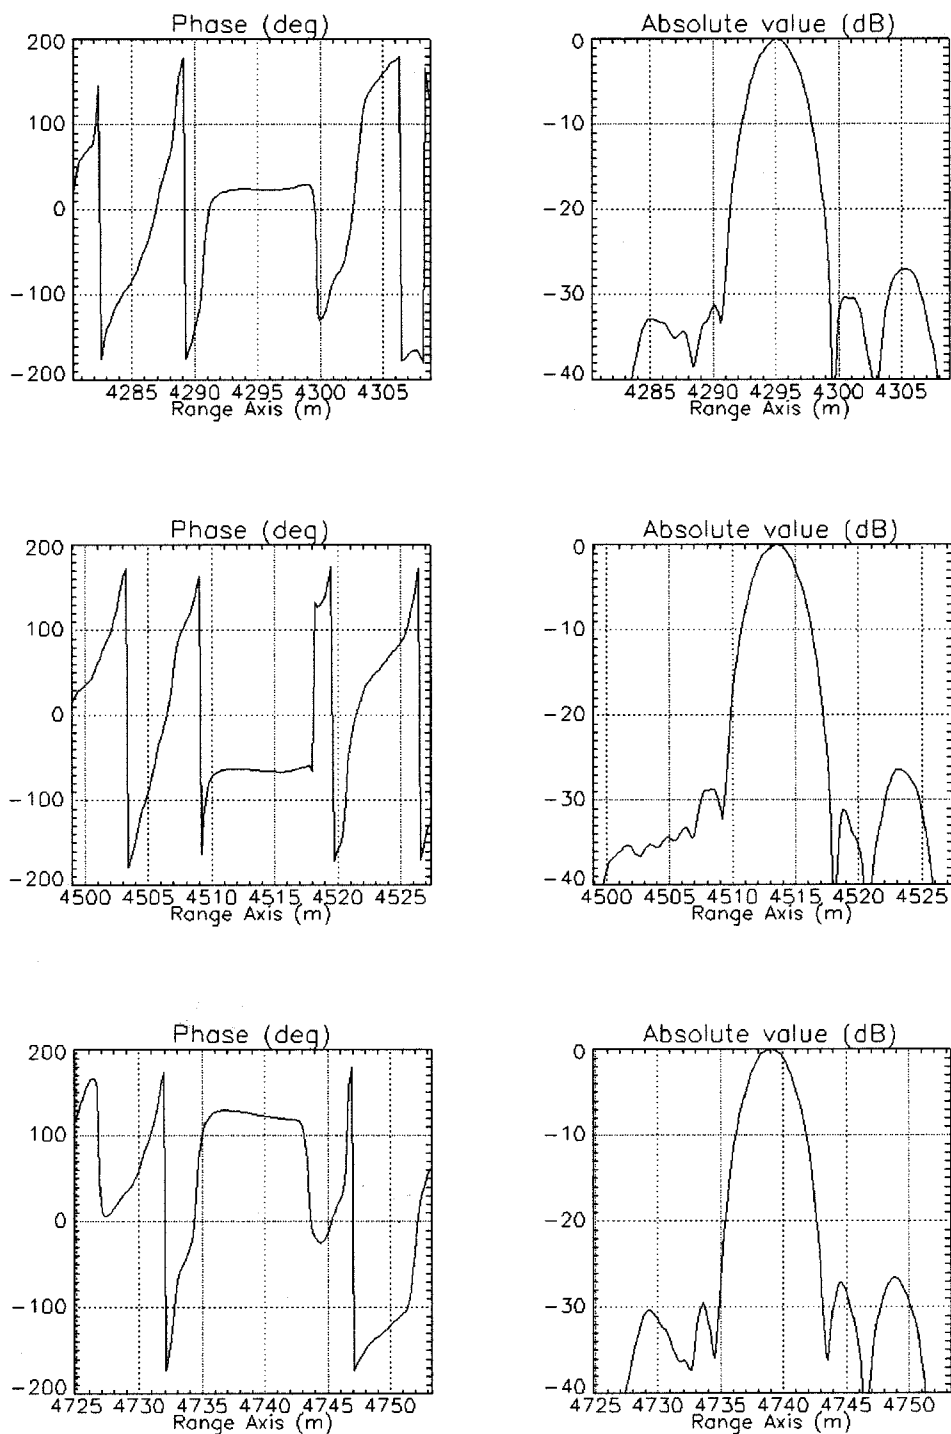 Phase (deg)
200
100
0
-100
-200
4285 4290 4295 4300 4305
Range Axis (m)
Absolute value (dB)
0
-10
-20
-30
-40
4285 4290 4295 4300 4305
Range Axis (m)
Phase (deg)
200
100
0
-100
-200
4500 4505 4510 4515 4520 4525
Range Axis (m)
Absolute value (dB)
0
-10
-20
-30
-40
4500 4505 4510 4515 4520 4525
Range Axis (m)
Phase (deg)
200
100
0
-100
-200
4725 4730 4735 4740 4745 4750
Range Axis (m)
Absolute value (dB)
0
-10
-20
-30
-40
4725 4730 4735 4740 4745 4750
Range Axis (m)